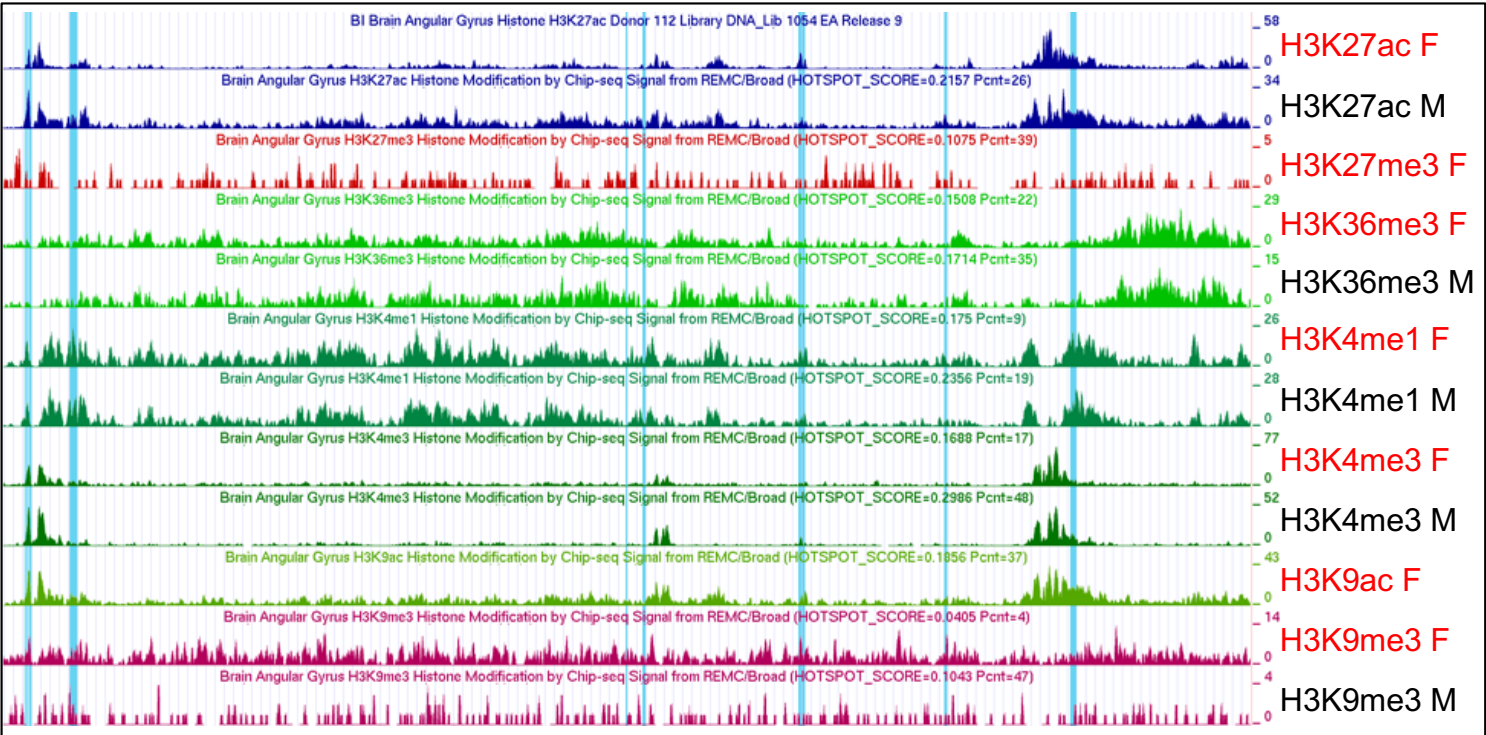 BI Brain Angular Gyrus Histone H3K27ac Donor 112 Library DNA_Lib 1054 EA Release 9
58
0
H3K27ac F
Brain Angular Gyrus H3K27ac Histone Modification by Chip-seq Signal from REMC/Broad (HOTSPOT_SCORE=0.2157 Pcnt=26)
34
0
H3K27ac M
Brain Angular Gyrus H3K27me3 Histone Modification by Chip-seq Signal from REMC/Broad (HOTSPOT_SCORE=0.1075 Pcnt=39)
5
0
H3K27me3 F
Brain Angular Gyrus H3K36me3 Histone Modification by Chip-seq Signal from REMC/Broad (HOTSPOT_SCORE=0.1508 Pcnt=22)
29
0
H3K36me3 F
Brain Angular Gyrus H3K36me3 Histone Modification by Chip-seq Signal from REMC/Broad (HOTSPOT_SCORE=0.1714 Pcnt=35)
15
0
H3K36me3 M
Brain Angular Gyrus H3K4me1 Histone Modification by Chip-seq Signal from REMC/Broad (HOTSPOT_SCORE=0.175 Pcnt=9)
26
0
H3K4me1 F
Brain Angular Gyrus H3K4me1 Histone Modification by Chip-seq Signal from REMC/Broad (HOTSPOT_SCORE=0.2356 Pcnt=19)
28
0
H3K4me1 M
Brain Angular Gyrus H3K4me3 Histone Modification by Chip-seq Signal from REMC/Broad (HOTSPOT_SCORE=0.1688 Pcnt=17)
77
0
H3K4me3 F
Brain Angular Gyrus H3K4me3 Histone Modification by Chip-seq Signal from REMC/Broad (HOTSPOT_SCORE=0.2986 Pcnt=48)
52
0
H3K4me3 M
Brain Angular Gyrus H3K9ac Histone Modification by Chip-seq Signal from REMC/Broad (HOTSPOT_SCORE=0.1856 Pcnt=37)
43
0
H3K9ac F
Brain Angular Gyrus H3K9me3 Histone Modification by Chip-seq Signal from REMC/Broad (HOTSPOT_SCORE=0.0405 Pcnt=4)
14
0
H3K9me3 F
Brain Angular Gyrus H3K9me3 Histone Modification by Chip-seq Signal from REMC/Broad (HOTSPOT_SCORE=0.1043 Pcnt=47)
4
0
H3K9me3 M